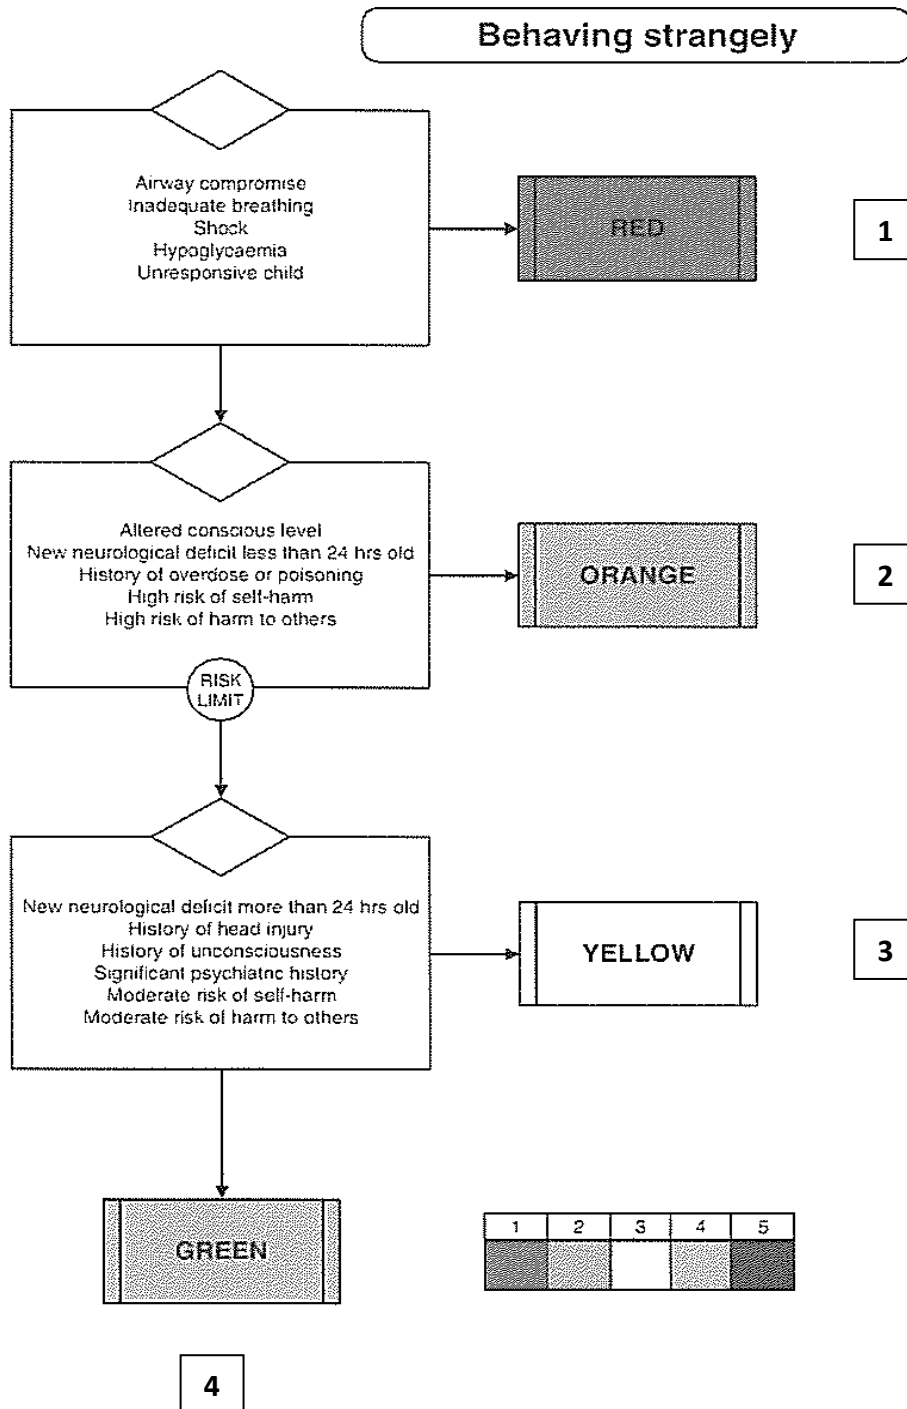 Behaving strangely
Airway compromise
Inadequate breathing
Shock
Hypoglycaemia
Unresponsive child
RED
1
Altered conscious level
New neurological deficit less than 24 hrs old
History of overdose or poisoning
High risk of self-harm
High risk of harm to others
ORANGE
2
RISK
LIMIT
New neurological deficit more than 24 hrs old
History of head injury
History of unconsciousness
Significant psychiatric history
Moderate risk of self-harm
Moderate risk of harm to others
YELLOW
3
GREEN
1 2 3 4 5
4